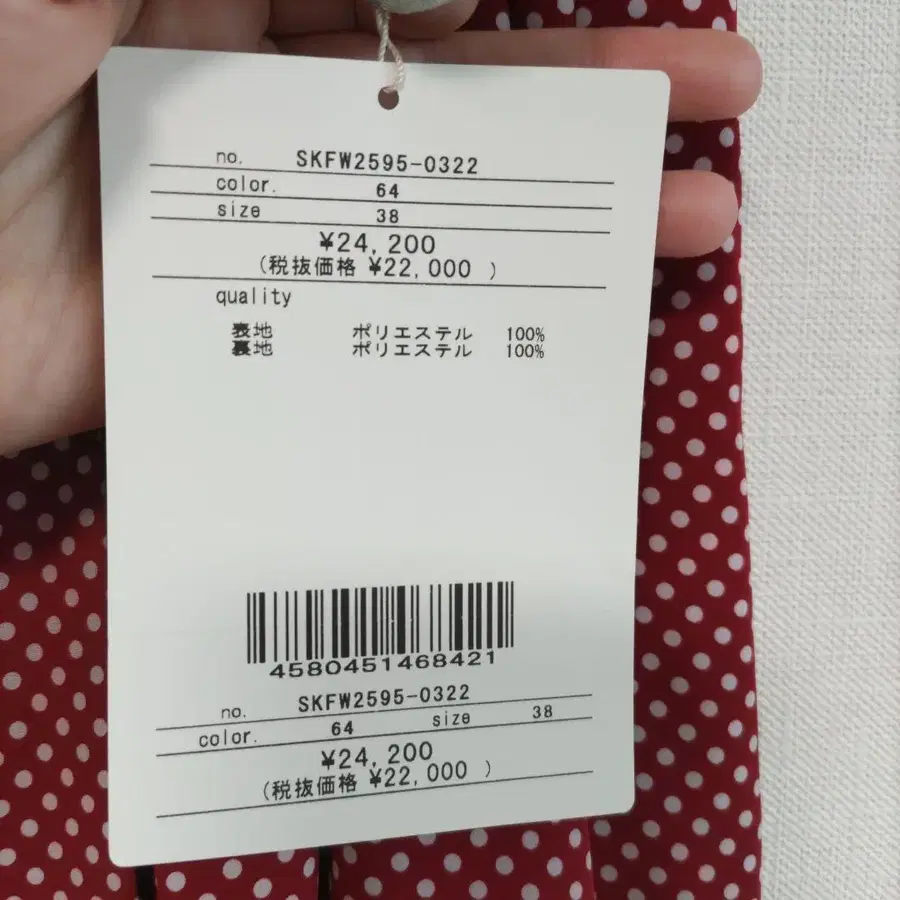 no. SKFW2595-0322
color. 64
size 38
¥24,200
(税抜価格 ¥22,000 )
quality
表地 ポリエステル 100%
裏地 ポリエステル 100%
4580451468421
no. SKFW2595-0322
color. 64 size 38
¥24,200
(税抜価格 ¥22,000 )